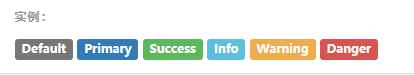 实例：
Default Primary Success Info Warning Danger